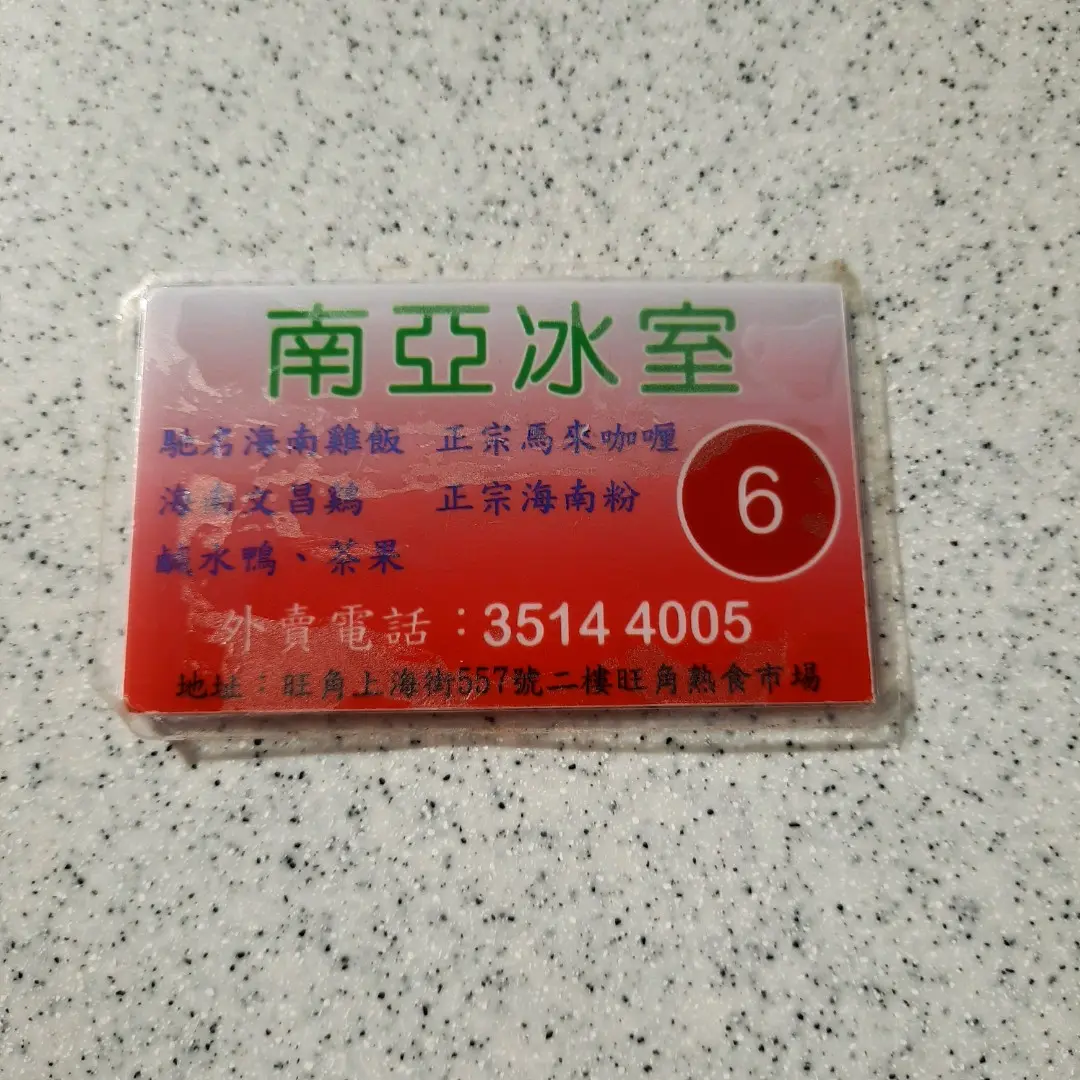 南亞冰室
馳名海南雞飯 正宗馬來咖喱
海南文昌鷄 正宗海南粉
6
鹹水鴨、茶果
外賣電話：3514 4005
地址：旺角上海街557號二樓旺角熟食市場